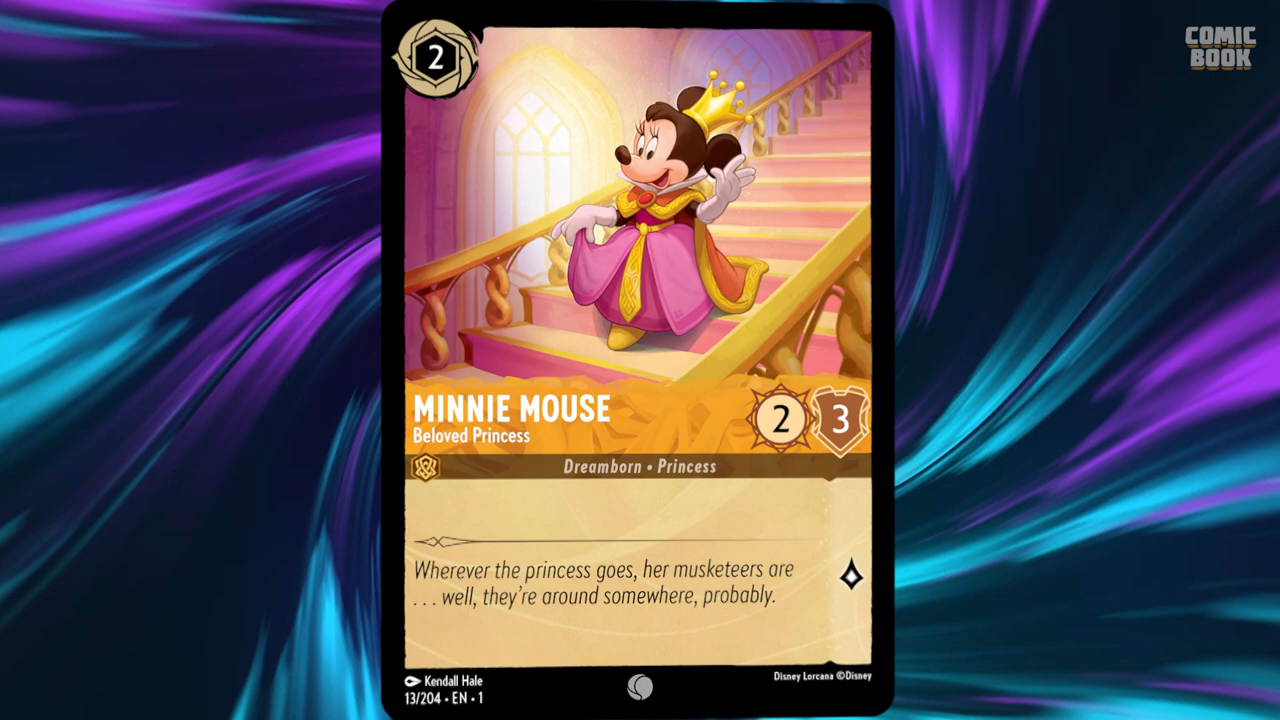 COMIC
BOOK
2
MINNIE MOUSE
Beloved Princess
2 3
Dreamborn • Princess
Wherever the princess goes, her musketeers are
. . . well, they’re around somewhere, probably.
Kendall Hale
13/204 • EN • 1
Disney Lorcana ©Disney